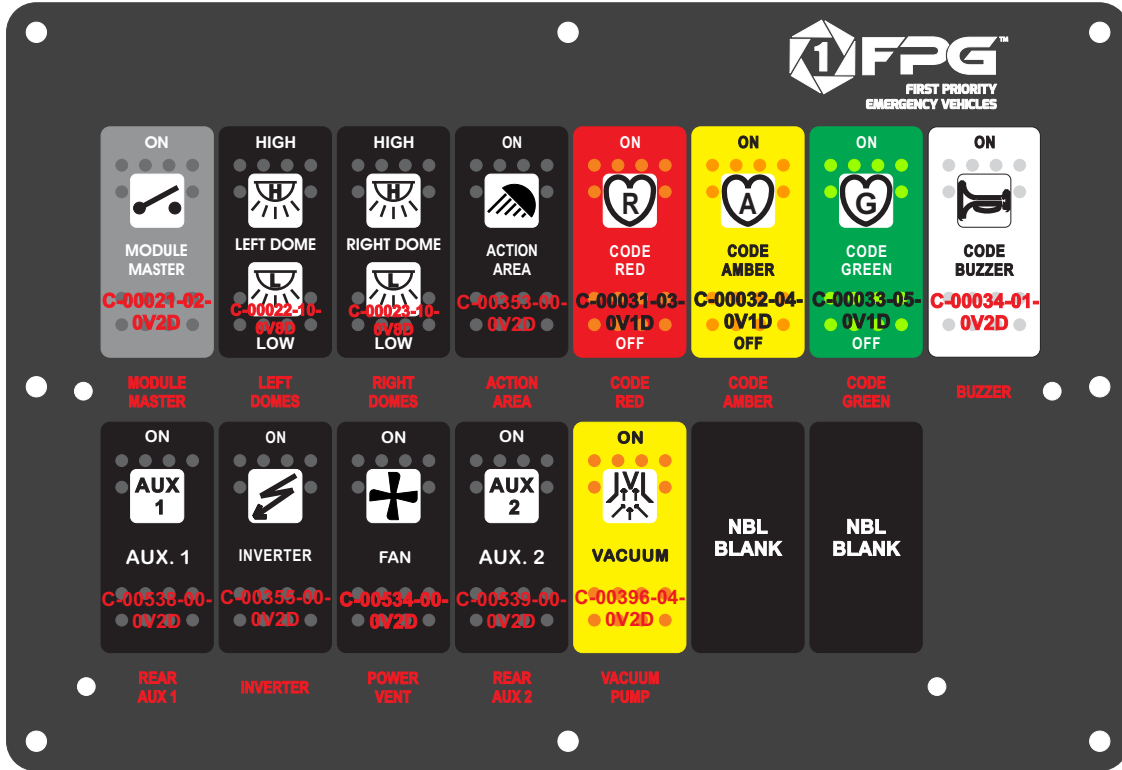 1 FPG™
FIRST PRIORITY
EMERGENCY VEHICLES
ON HIGH HIGH ON ON ON ON ON
H H R A G
MODULE MASTER
LEFT DOME
RIGHT DOME
ACTION AREA
CODE RED
CODE AMBER
CODE GREEN
CODE BUZZER
L L
C-00021-02-0V2D
C-00022-10-0V8D
C-00023-10-0V8D
C-00353-00-0V2D
C-00031-03-0V1D
C-00032-04-0V1D
C-00033-05-0V1D
C-00034-01-0V2D
LOW LOW OFF OFF OFF
MODULE MASTER
LEFT DOMES
RIGHT DOMES
ACTION AREA
CODE RED
CODE AMBER
CODE GREEN
BUZZER
ON ON ON ON ON
AUX 1
AUX 2
AUX. 1 INVERTER FAN AUX. 2 VACUUM
NBL BLANK
NBL BLANK
C-00538-00-0V2D
C-00355-00-0V2D
C-00534-00-0V2D
C-00539-00-0V2D
C-00396-04-0V2D
REAR AUX 1
INVERTER
POWER VENT
REAR AUX 2
VACUUM PUMP